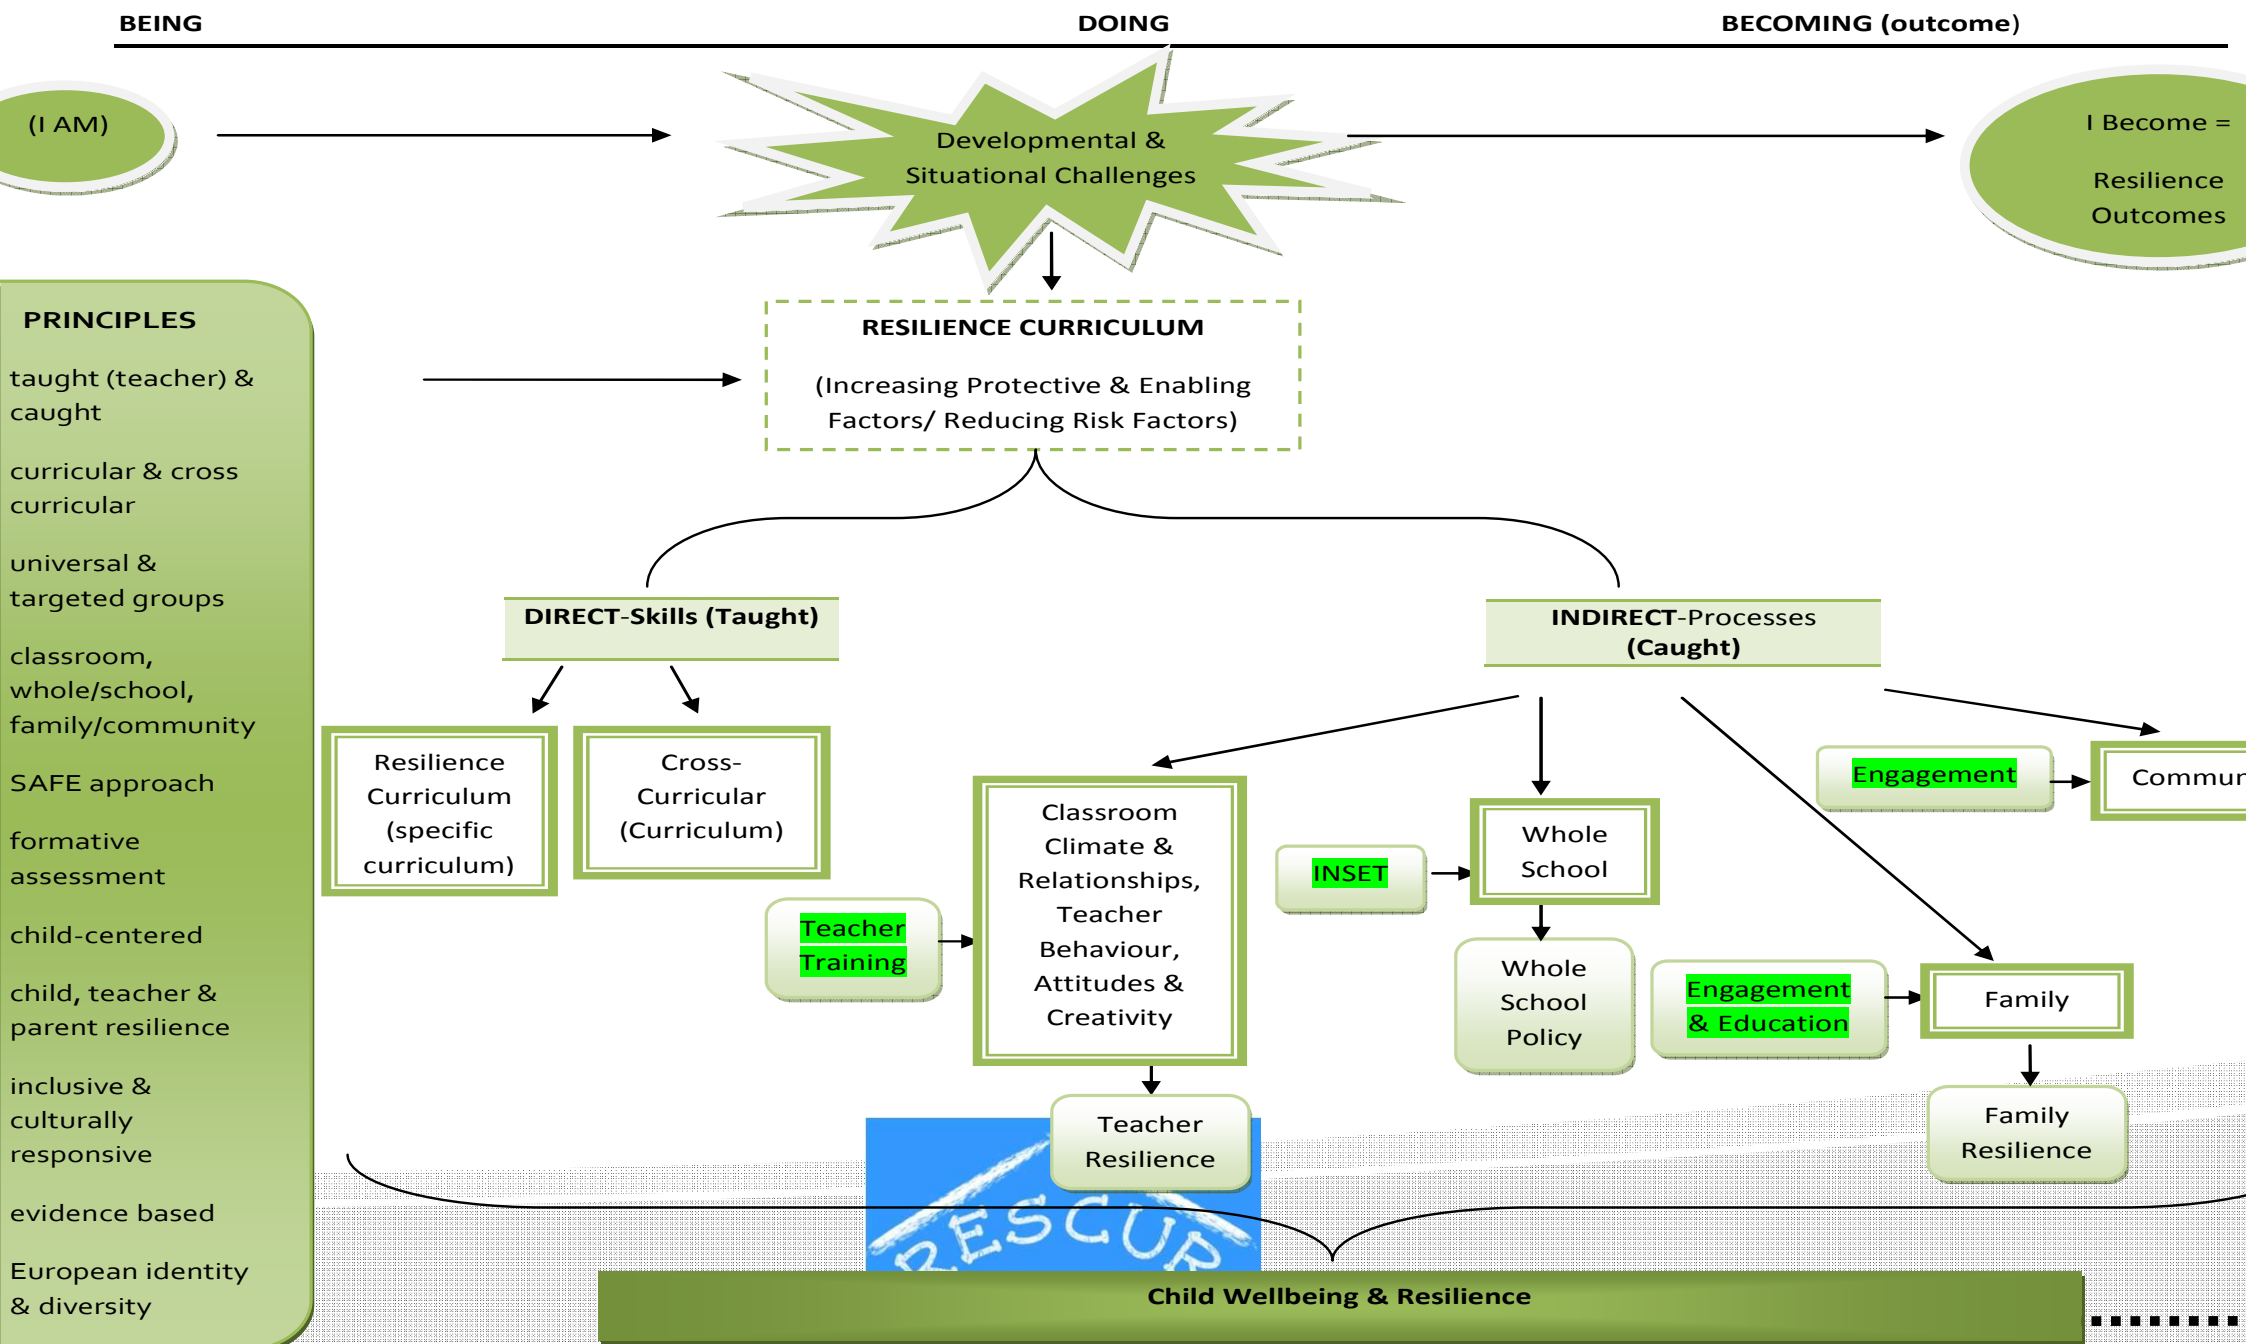 BEING
DOING
BECOMING (outcome)
(I AM)
Developmental &
Situational Challenges
I Become =
Resilience
Outcomes
PRINCIPLES
taught (teacher) &
caught
curricular & cross
curricular
universal &
targeted groups
classroom,
whole/school,
family/community
SAFE approach
formative
assessment
child-centered
child, teacher &
parent resilience
inclusive &
culturally
responsive
evidence based
European identity
& diversity
RESILIENCE CURRICULUM
(Increasing Protective & Enabling
Factors/ Reducing Risk Factors)
DIRECT-Skills (Taught)
INDIRECT-Processes
(Caught)
Resilience
Curriculum
(specific
curriculum)
Cross-
Curricular
(Curriculum)
Teacher
Training
Classroom
Climate &
Relationships,
Teacher
Behaviour,
Attitudes &
Creativity
Teacher
Resilience
INSET
Whole
School
Whole
School
Policy
Engagement
& Education
Family
Family
Resilience
Engagement
Commun
RESCUR
Child Wellbeing & Resilience